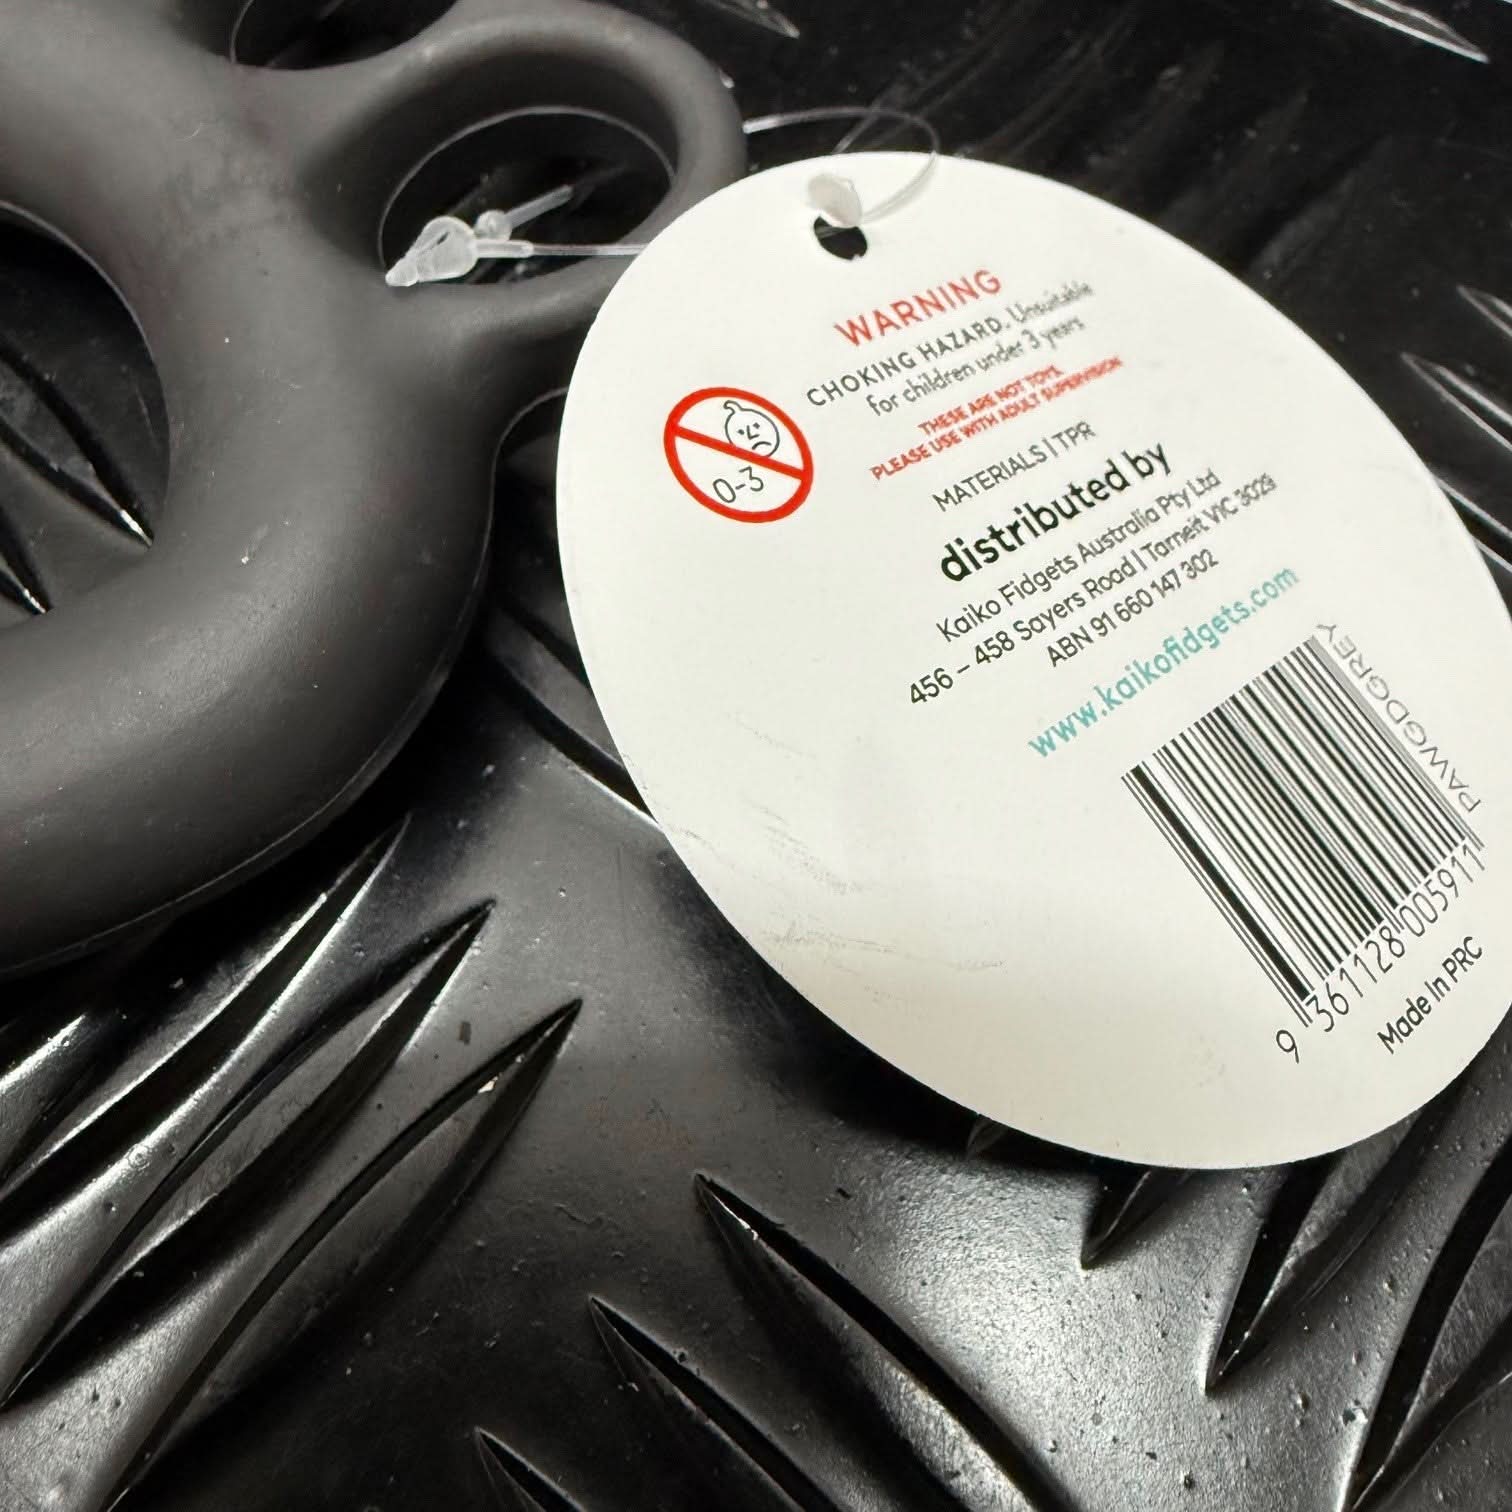 WARNING
CHOKING HAZARD. Unsuitable
for children under 3 years
THESE ARE NOT TOYS.
PLEASE USE WITH ADULT SUPERVISION
0-3
MATERIALS | TPR
distributed by
Kaiko Fidgets Australia Pty Ltd
456 – 458 Sayers Road | Tarneit VIC 3029
ABN 91 660 147 302
www.kaikofidgets.com
PAWGDGREY
9 361128 005911
Made In PRC